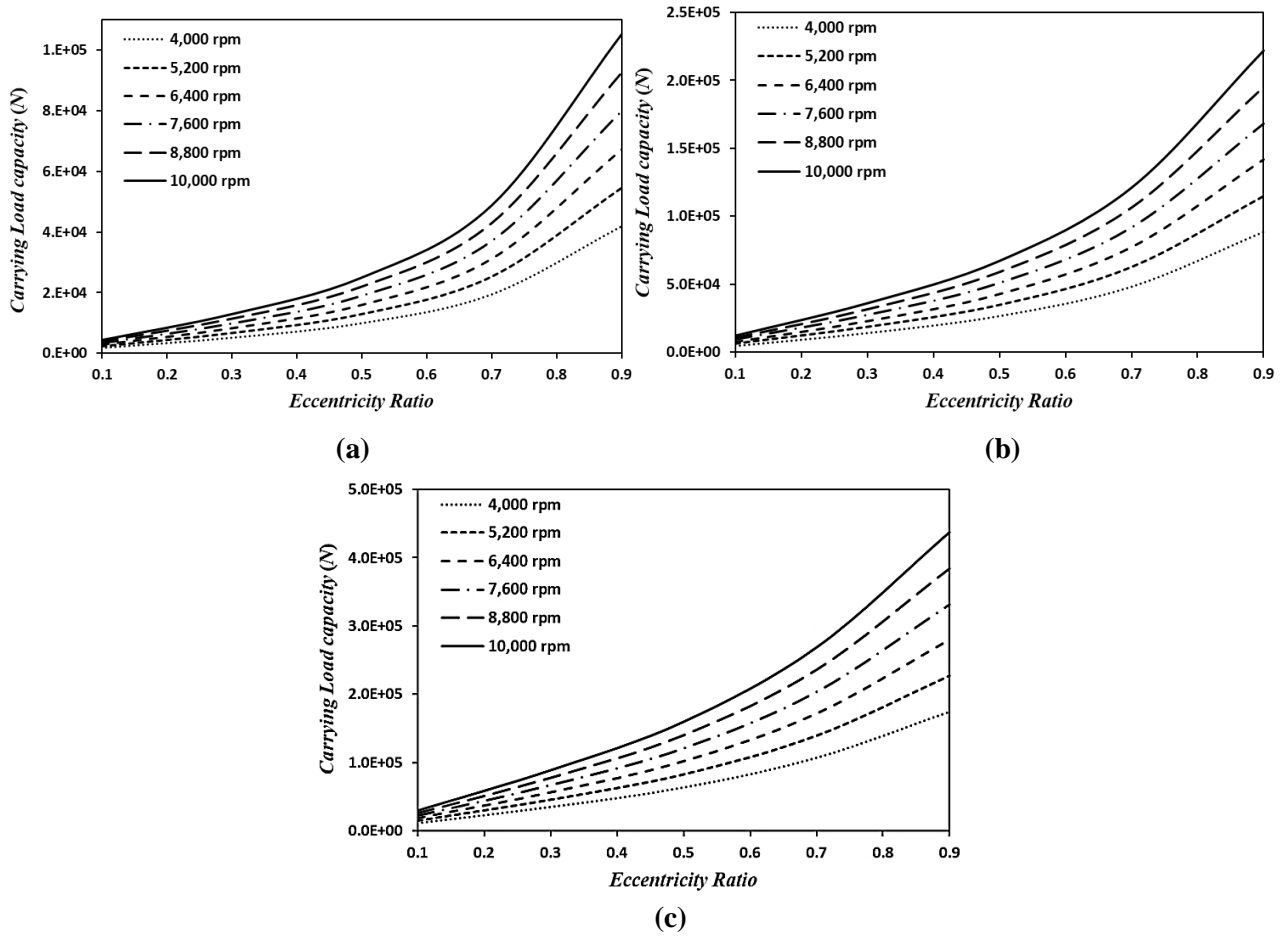 1.E+05
8.E+04
6.E+04
4.E+04
2.E+04
0.E+00
Carrying Load capacity (N)
4,000 rpm
5,200 rpm
6,400 rpm
7,600 rpm
8,800 rpm
10,000 rpm
0.1 0.2 0.3 0.4 0.5 0.6 0.7 0.8 0.9
Eccentricity Ratio
(a)
2.5E+05
2.0E+05
1.5E+05
1.0E+05
5.0E+04
0.0E+00
Carrying Load capacity (N)
4,000 rpm
5,200 rpm
6,400 rpm
7,600 rpm
8,800 rpm
10,000 rpm
0.1 0.2 0.3 0.4 0.5 0.6 0.7 0.8 0.9
Eccentricity Ratio
(b)
5.0E+05
4.0E+05
3.0E+05
2.0E+05
1.0E+05
0.0E+00
Carrying Load capacity (N)
4,000 rpm
5,200 rpm
6,400 rpm
7,600 rpm
8,800 rpm
10,000 rpm
0.1 0.2 0.3 0.4 0.5 0.6 0.7 0.8 0.9
Eccentricity Ratio
(c)